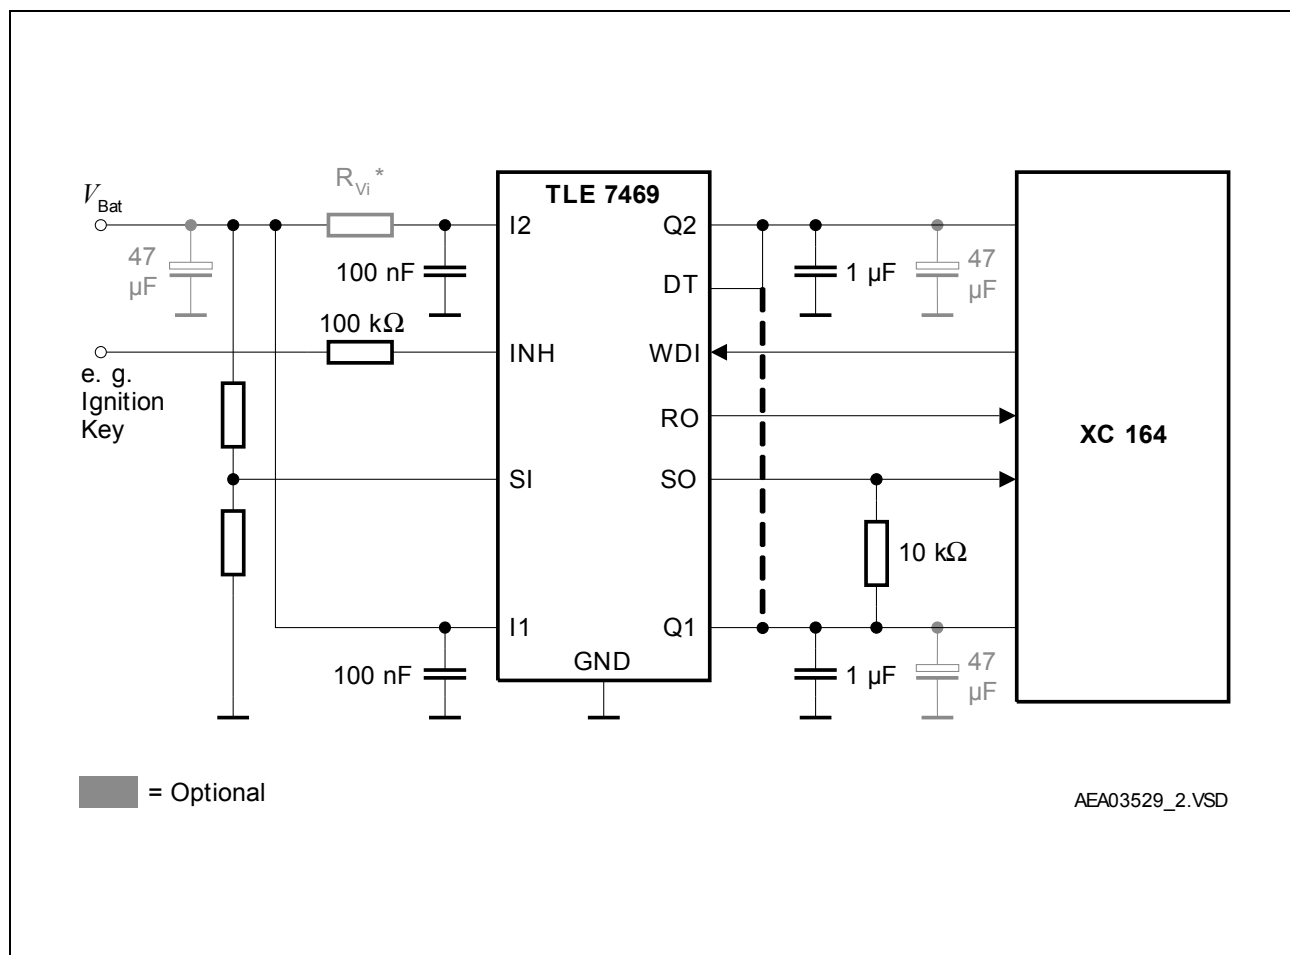 R_Vi *
TLE 7469
V_Bat
I2
Q2
47
µF
100 nF
1 µF
47
µF
DT
100 kΩ
INH
WDI
e. g.
Ignition
Key
RO
XC 164
SI
SO
10 kΩ
I1
Q1
GND
100 nF
1 µF
47
µF
= Optional
AEA03529_2.VSD